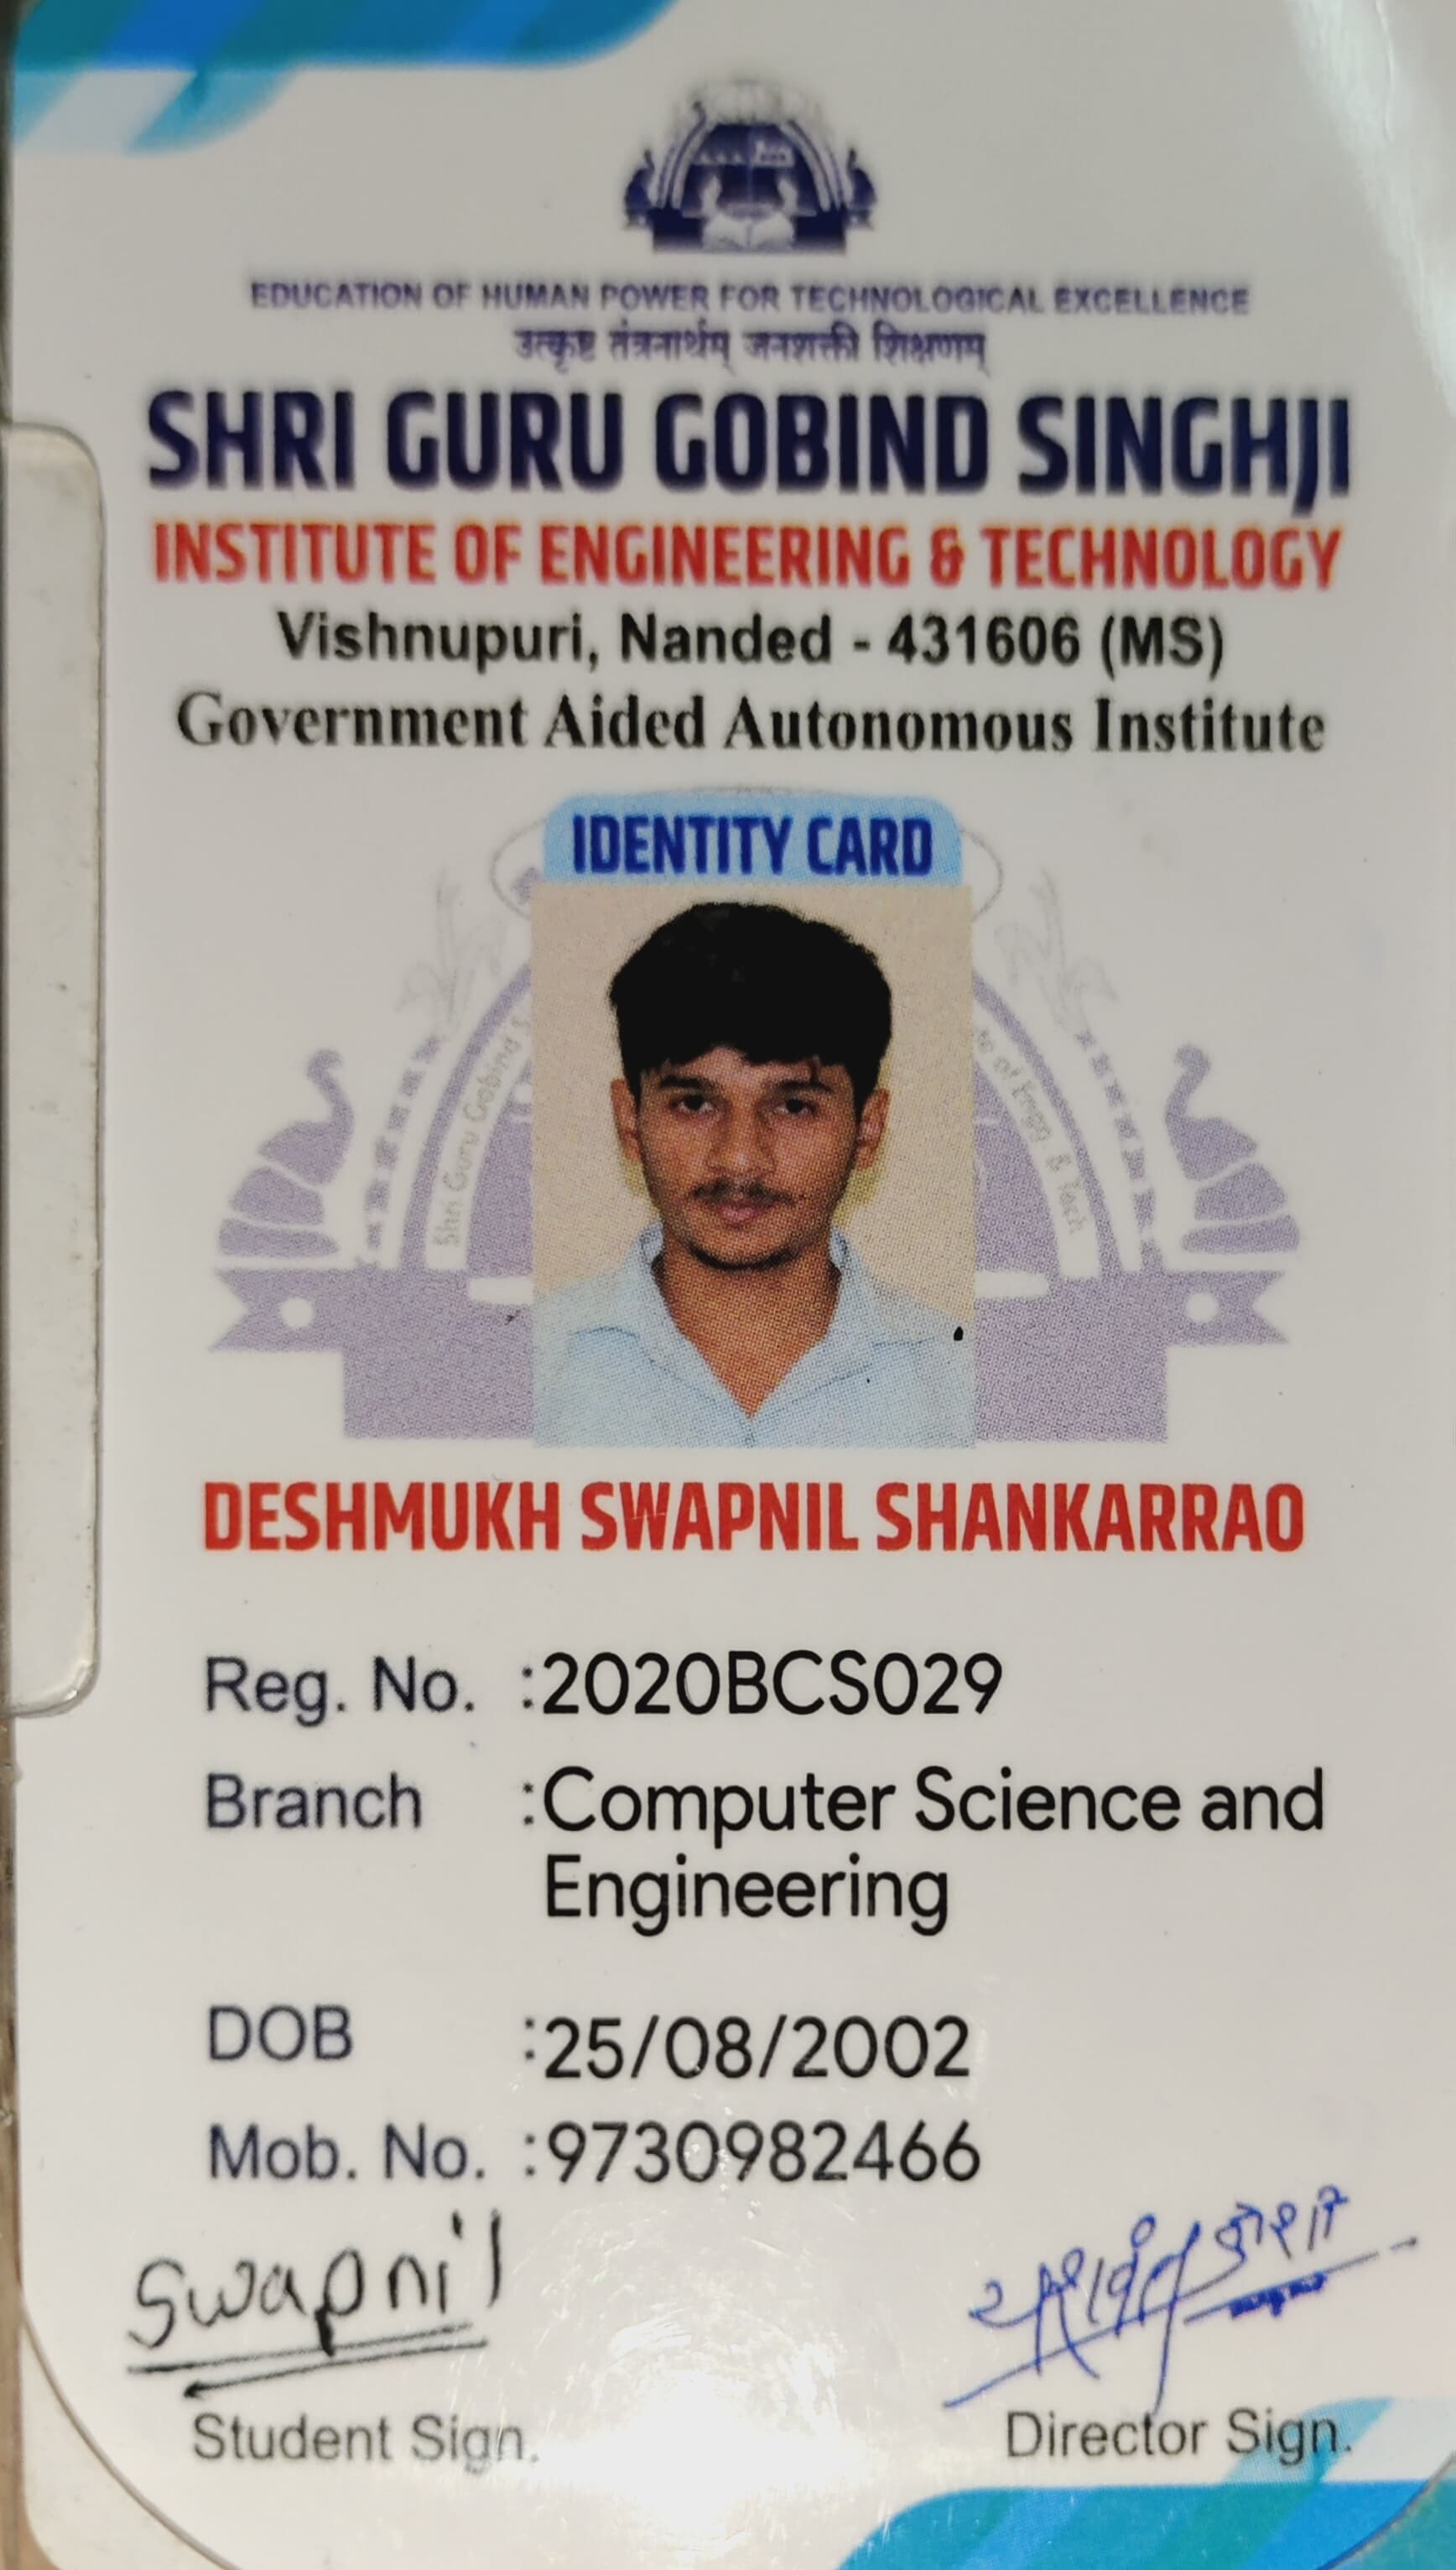 EDUCATION OF HUMAN POWER FOR TECHNOLOGICAL EXCELLENCE
उत्कृष्ट तंत्रनार्थम् जनशक्ती शिक्षणम्
SHRI GURU GOBIND SINGHJI
INSTITUTE OF ENGINEERING & TECHNOLOGY
Vishnupuri, Nanded - 431606 (MS)
Government Aided Autonomous Institute
IDENTITY CARD
Shri Guru Gobind S
of Engg & Tech
DESHMUKH SWAPNIL SHANKARRAO
Reg. No. :2020BCS029
Branch :Computer Science and
Engineering
DOB :25/08/2002
Mob. No. :9730982466
Swapnil
Student Sign. Director Sign.